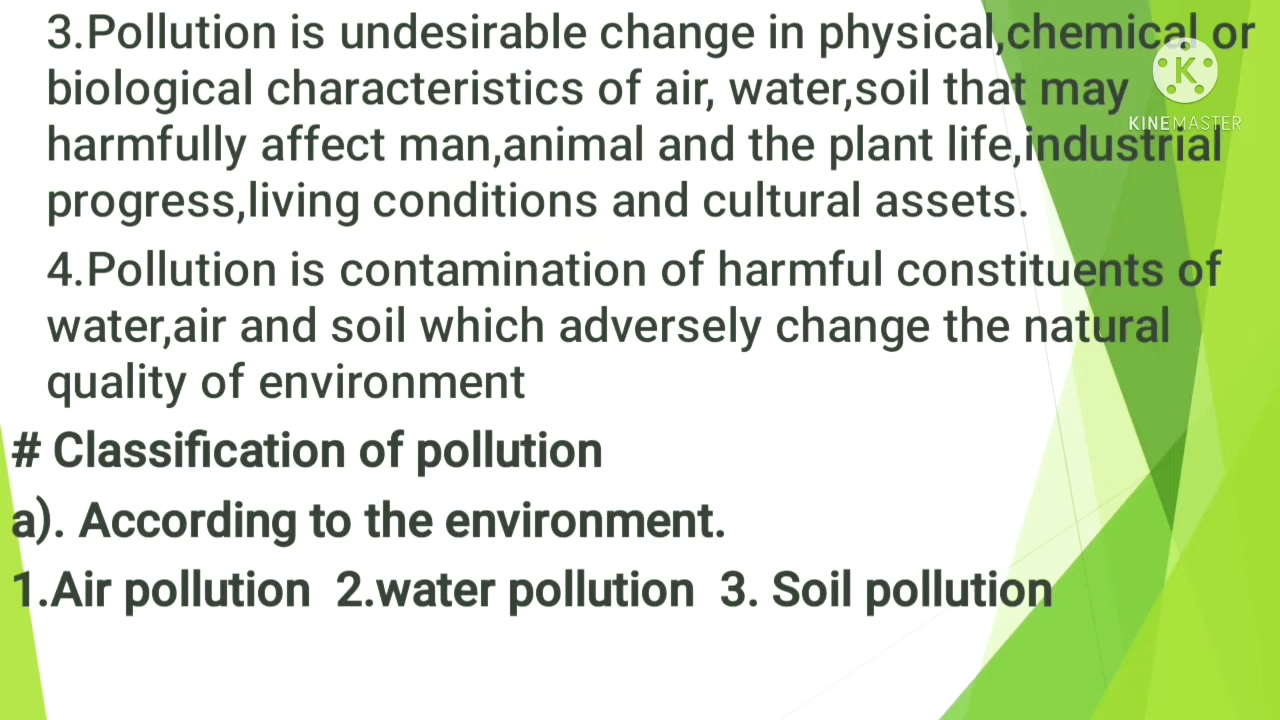 3.Pollution is undesirable change in physical,chemical or
biological characteristics of air, water,soil that may
harmfully affect man,animal and the plant life,industrial
progress,living conditions and cultural assets.
4.Pollution is contamination of harmful constituents of
water,air and soil which adversely change the natural
quality of environment
# Classification of pollution
a). According to the environment.
1.Air pollution 2.water pollution 3. Soil pollution
K
KINEMASTER